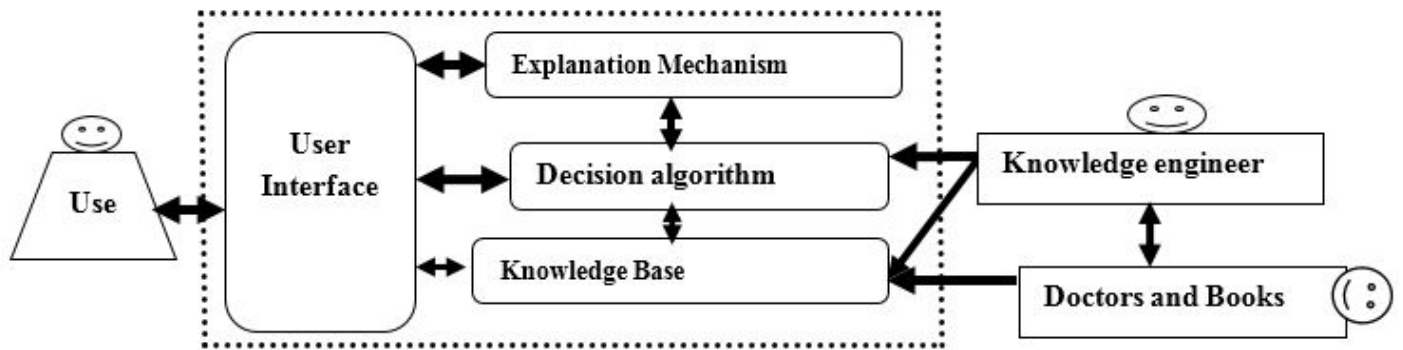 Use
User
Interface
Explanation Mechanism
Decision algorithm
Knowledge Base
Knowledge engineer
Doctors and Books